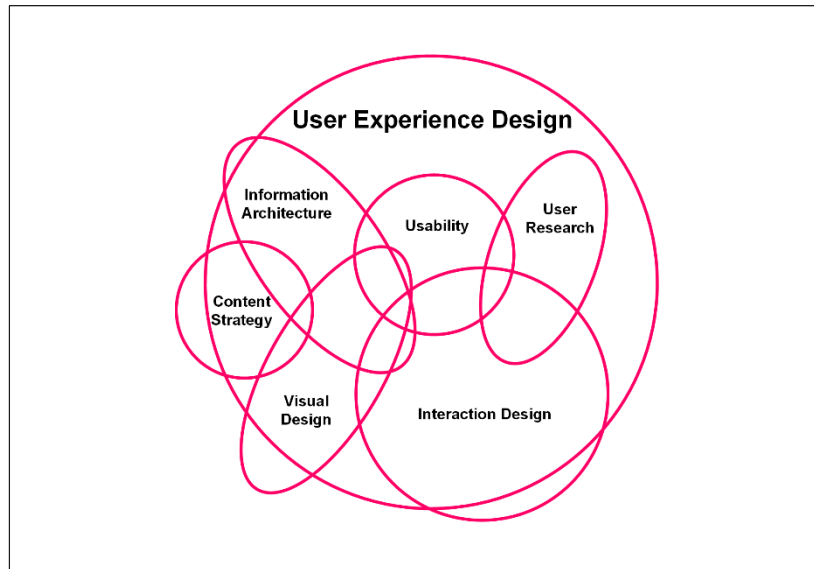 User Experience Design
Information
Architecture
Usability
User
Research
Content
Strategy
Visual
Design
Interaction Design